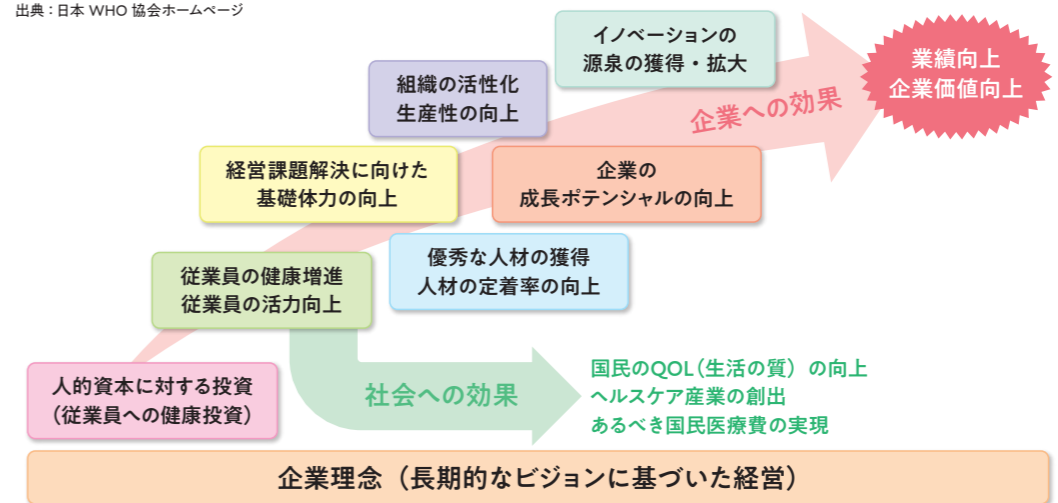 出典：日本 WHO 協会ホームページ
イノベーションの
源泉の獲得・拡大
業績向上
企業価値向上
組織の活性化
生産性の向上
企業への効果
経営課題解決に向けた
基礎体力の向上
企業の
成長ポテンシャルの向上
優秀な人材の獲得
人材の定着率の向上
従業員の健康増進
従業員の活力向上
人的資本に対する投資
（従業員への健康投資）
社会への効果
国民のQOL（生活の質）の向上
ヘルスケア産業の創出
あるべき国民医療費の実現
企業理念（長期的なビジョンに基づいた経営）